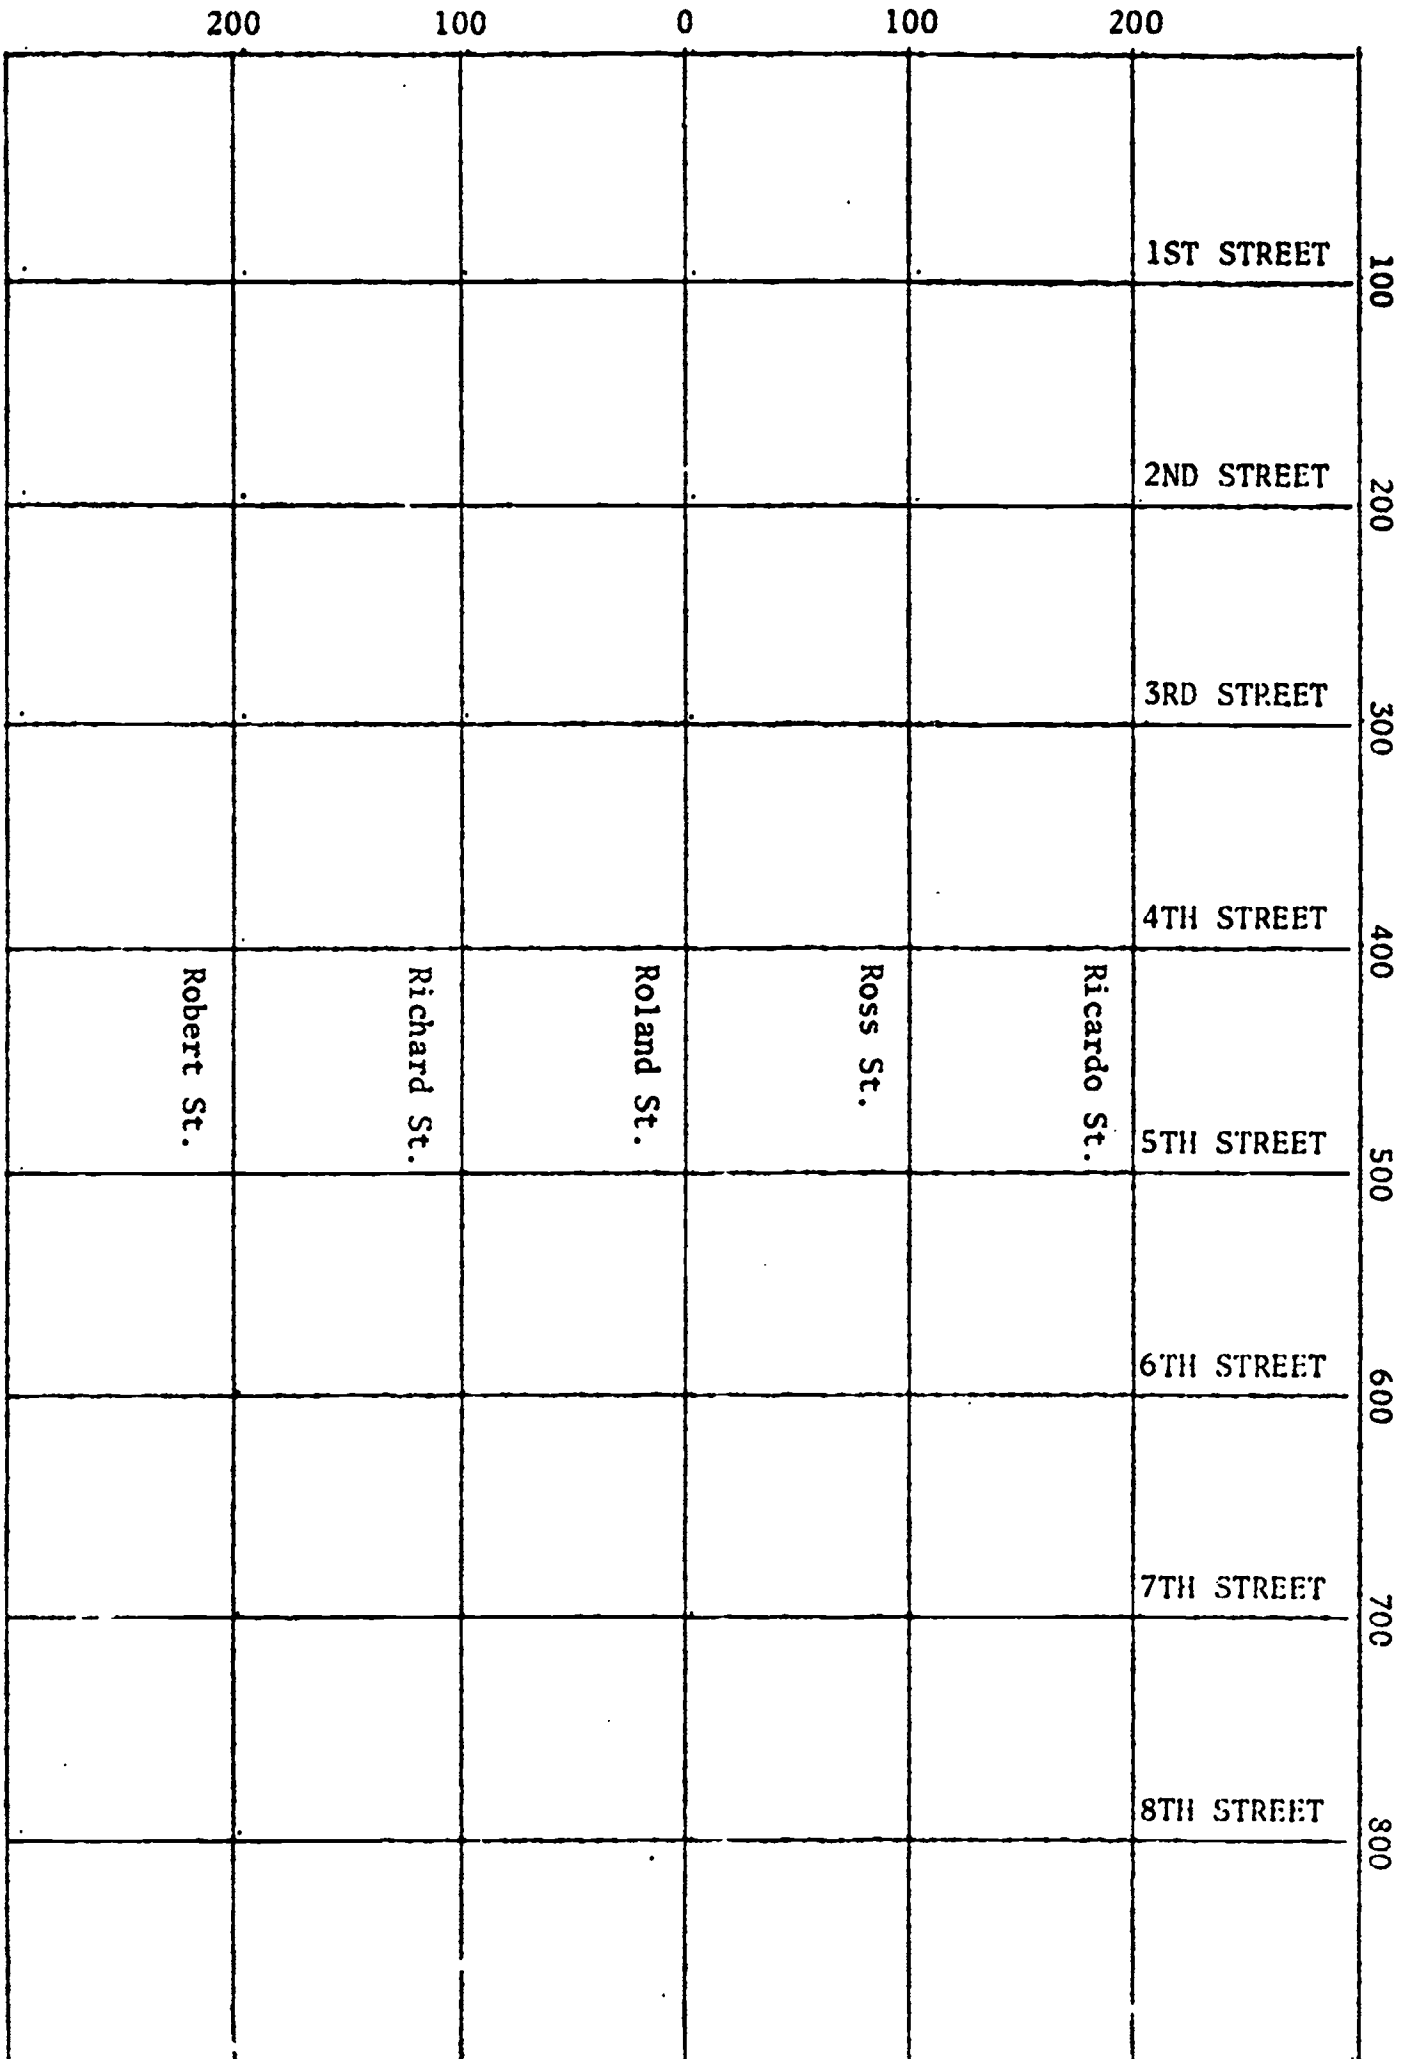 200 100 0 100 200
1ST STREET
100
2ND STREET
200
3RD STREET
300
4TH STREET
400
Robert St.
Richard St.
Roland St.
Ross St.
Ricardo St.
5TH STREET
500
6TH STREET
600
7TH STREET
700
8TH STREET
800